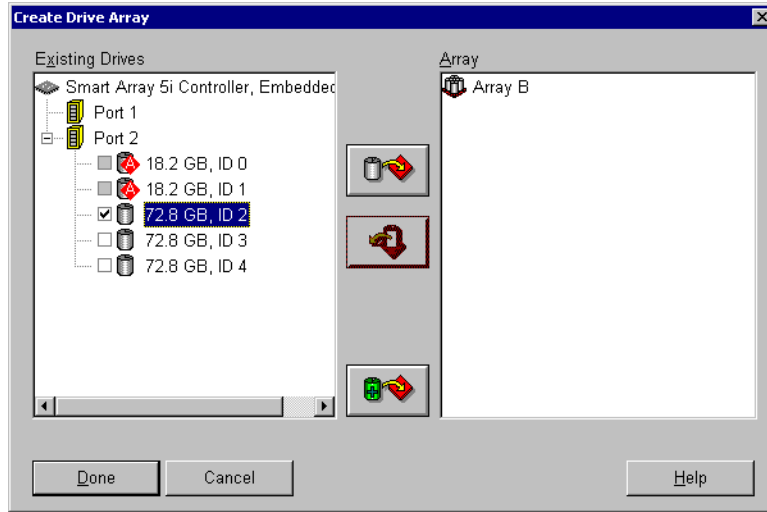 Create Drive Array
Existing Drives
Array
Smart Array 5i Controller, Embedded
Port 1
Port 2
A 18.2 GB, ID 0
A 18.2 GB, ID 1
72.8 GB, ID 2
72.8 GB, ID 3
72.8 GB, ID 4
Array B
Done
Cancel
Help